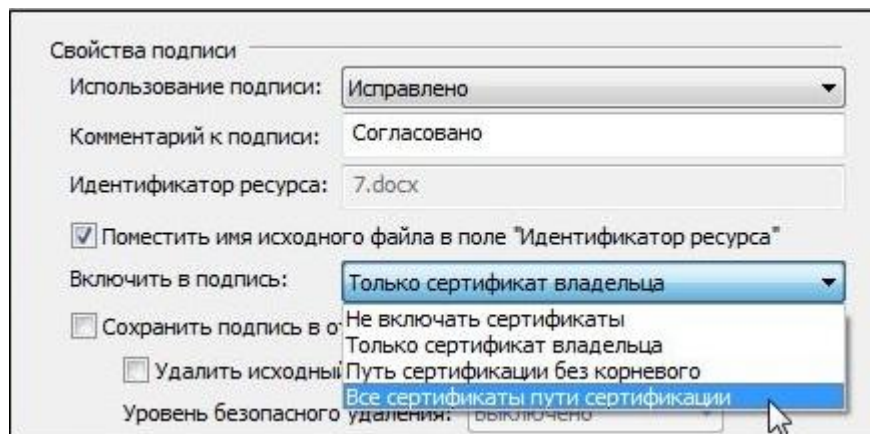 Свойства подписи
Использование подписи: Исправлено
Комментарий к подписи: Согласовано
Идентификатор ресурса: 7.docx
Поместить имя исходного файла в поле "Идентификатор ресурса"
Включить в подпись: Только сертификат владельца
Не включать сертификаты
Сохранить подпись в о
Только сертификат владельца
Удалить исходный Путь сертификации без корневого
Все сертификаты пути сертификации
Уровень безопасного удаления: Выключено